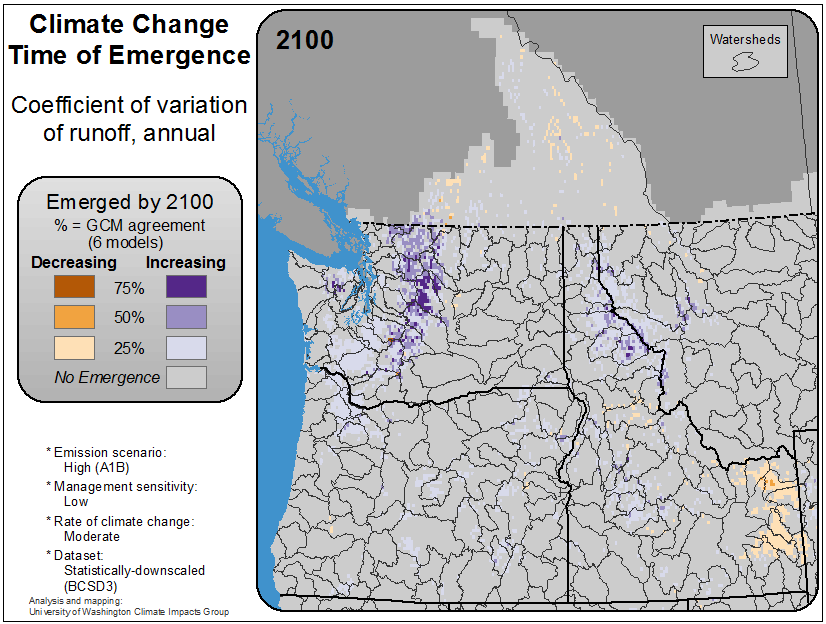 Climate Change
Time of Emergence
Coefficient of variation
of runoff, annual
Emerged by 2100
% = GCM agreement
(6 models)
Decreasing Increasing
75%
50%
25%
No Emergence
* Emission scenario:
High (A1B)
* Management sensitivity:
Low
* Rate of climate change:
Moderate
* Dataset:
Statistically-downscaled
(BCSD3)
Analysis and mapping:
University of Washington Climate Impacts Group
2100
Watersheds